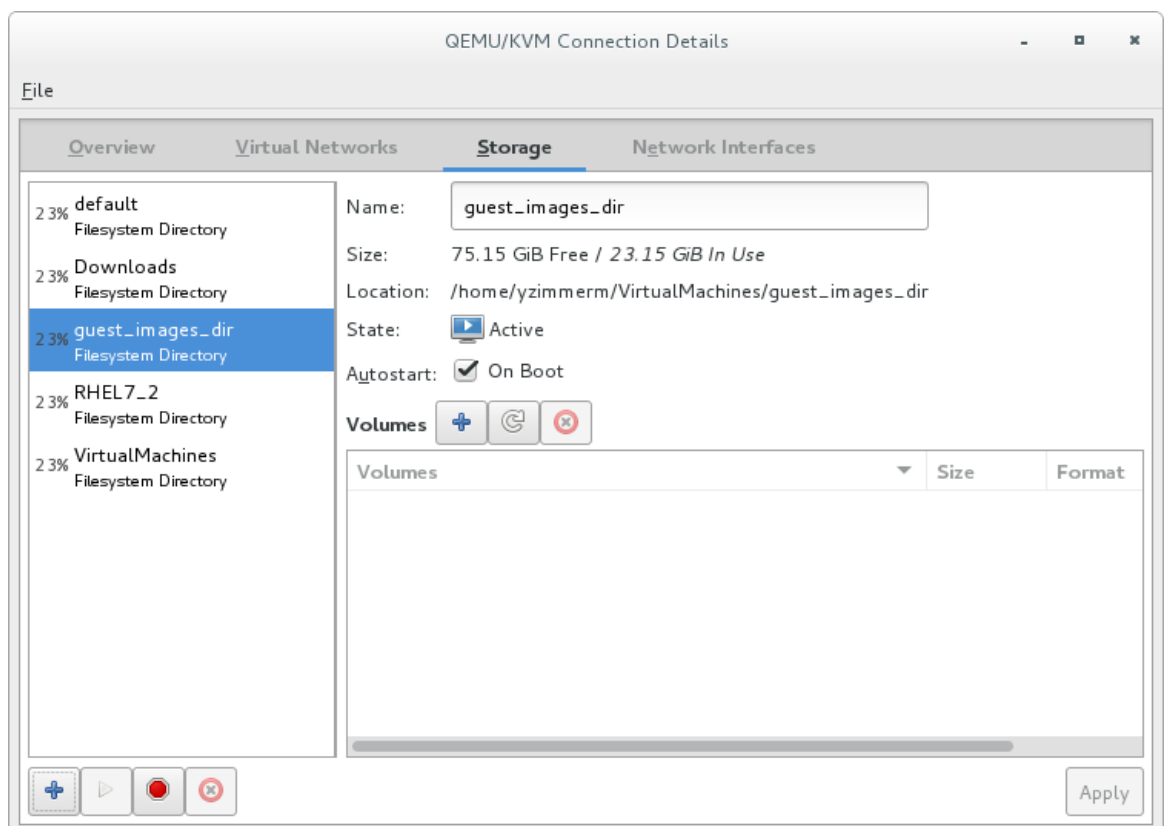 QEMU/KVM Connection Details
File
Overview Virtual Networks Storage Network Interfaces
23% default
Filesystem Directory
23% Downloads
Filesystem Directory
23% guest_images_dir
Filesystem Directory
23% RHEL7_2
Filesystem Directory
23% VirtualMachines
Filesystem Directory
Name: guest_images_dir
Size: 75.15 GiB Free / 23.15 GiB In Use
Location: /home/yzimmerm/VirtualMachines/guest_images_dir
State: Active
Autostart: On Boot
Volumes
Volumes Size Format
Apply